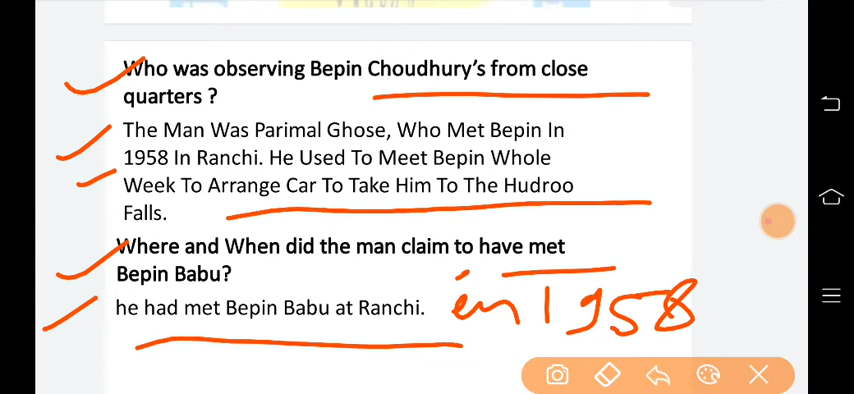 Who was observing Bepin Choudhury's from close
quarters ?
The Man Was Parimal Ghose, Who Met Bepin In
1958 In Ranchi. He Used To Meet Bepin Whole
Week To Arrange Car To Take Him To The Hudroo
Falls.
Where and When did the man claim to have met
Bepin Babu?
he had met Bepin Babu at Ranchi. in 1958